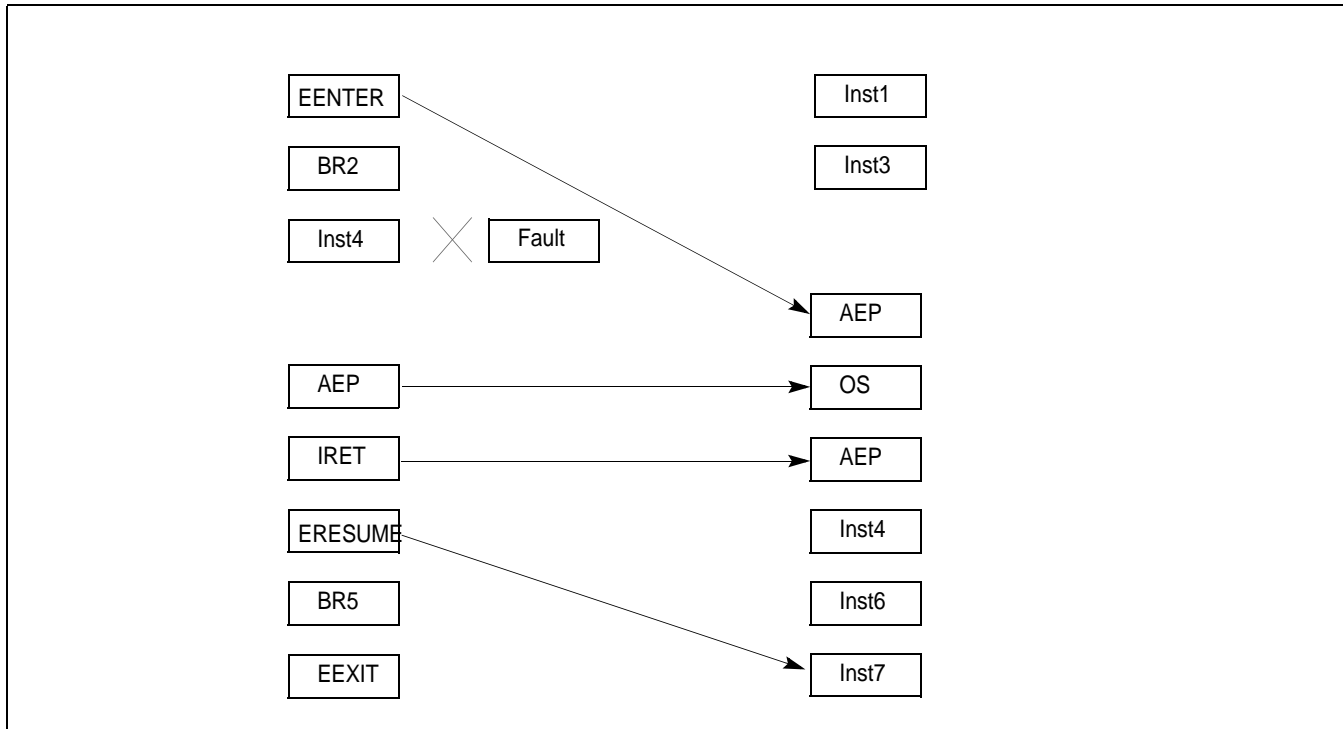 EENTER Inst1
BR2 Inst3
Inst4 Fault
AEP
AEP OS
IRET AEP
ERESUME Inst4
BR5 Inst6
EEXIT Inst7